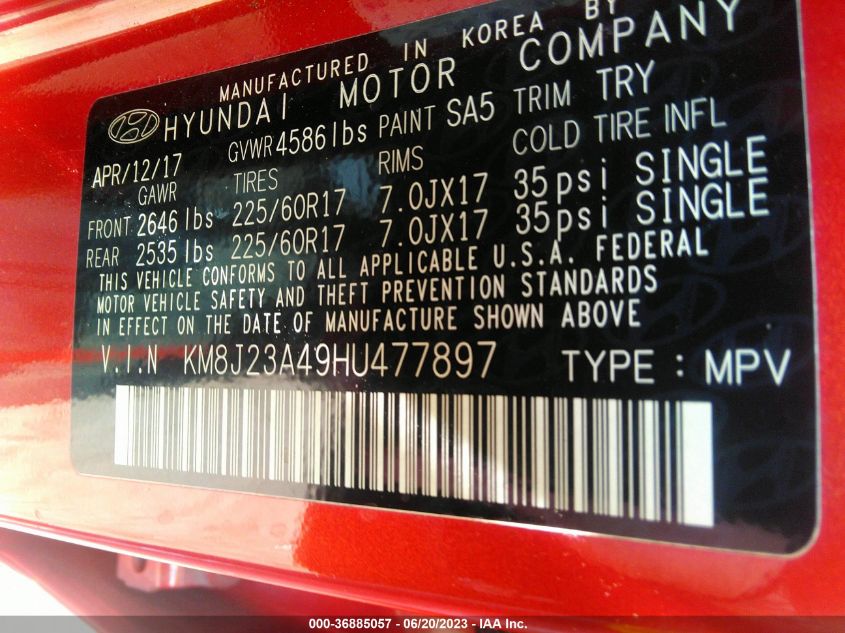 MANUFACTURED IN KOREA BY
HYUNDAI MOTOR COMPANY
APR/12/17 GVWR 4586 lbs PAINT SA5 TRIM TRY
GAWR TIRES RIMS COLD TIRE INFL
FRONT 2646 lbs 225/60R17 7.0JX17 35psi SINGLE
REAR 2535 lbs 225/60R17 7.0JX17 35psi SINGLE
THIS VEHICLE CONFORMS TO ALL APPLICABLE U.S.A. FEDERAL
MOTOR VEHICLE SAFETY AND THEFT PREVENTION STANDARDS
IN EFFECT ON THE DATE OF MANUFACTURE SHOWN ABOVE
V.I.N KM8J23A49HU477897 TYPE : MPV
000-36885057 - 06/20/2023 - IAA Inc.